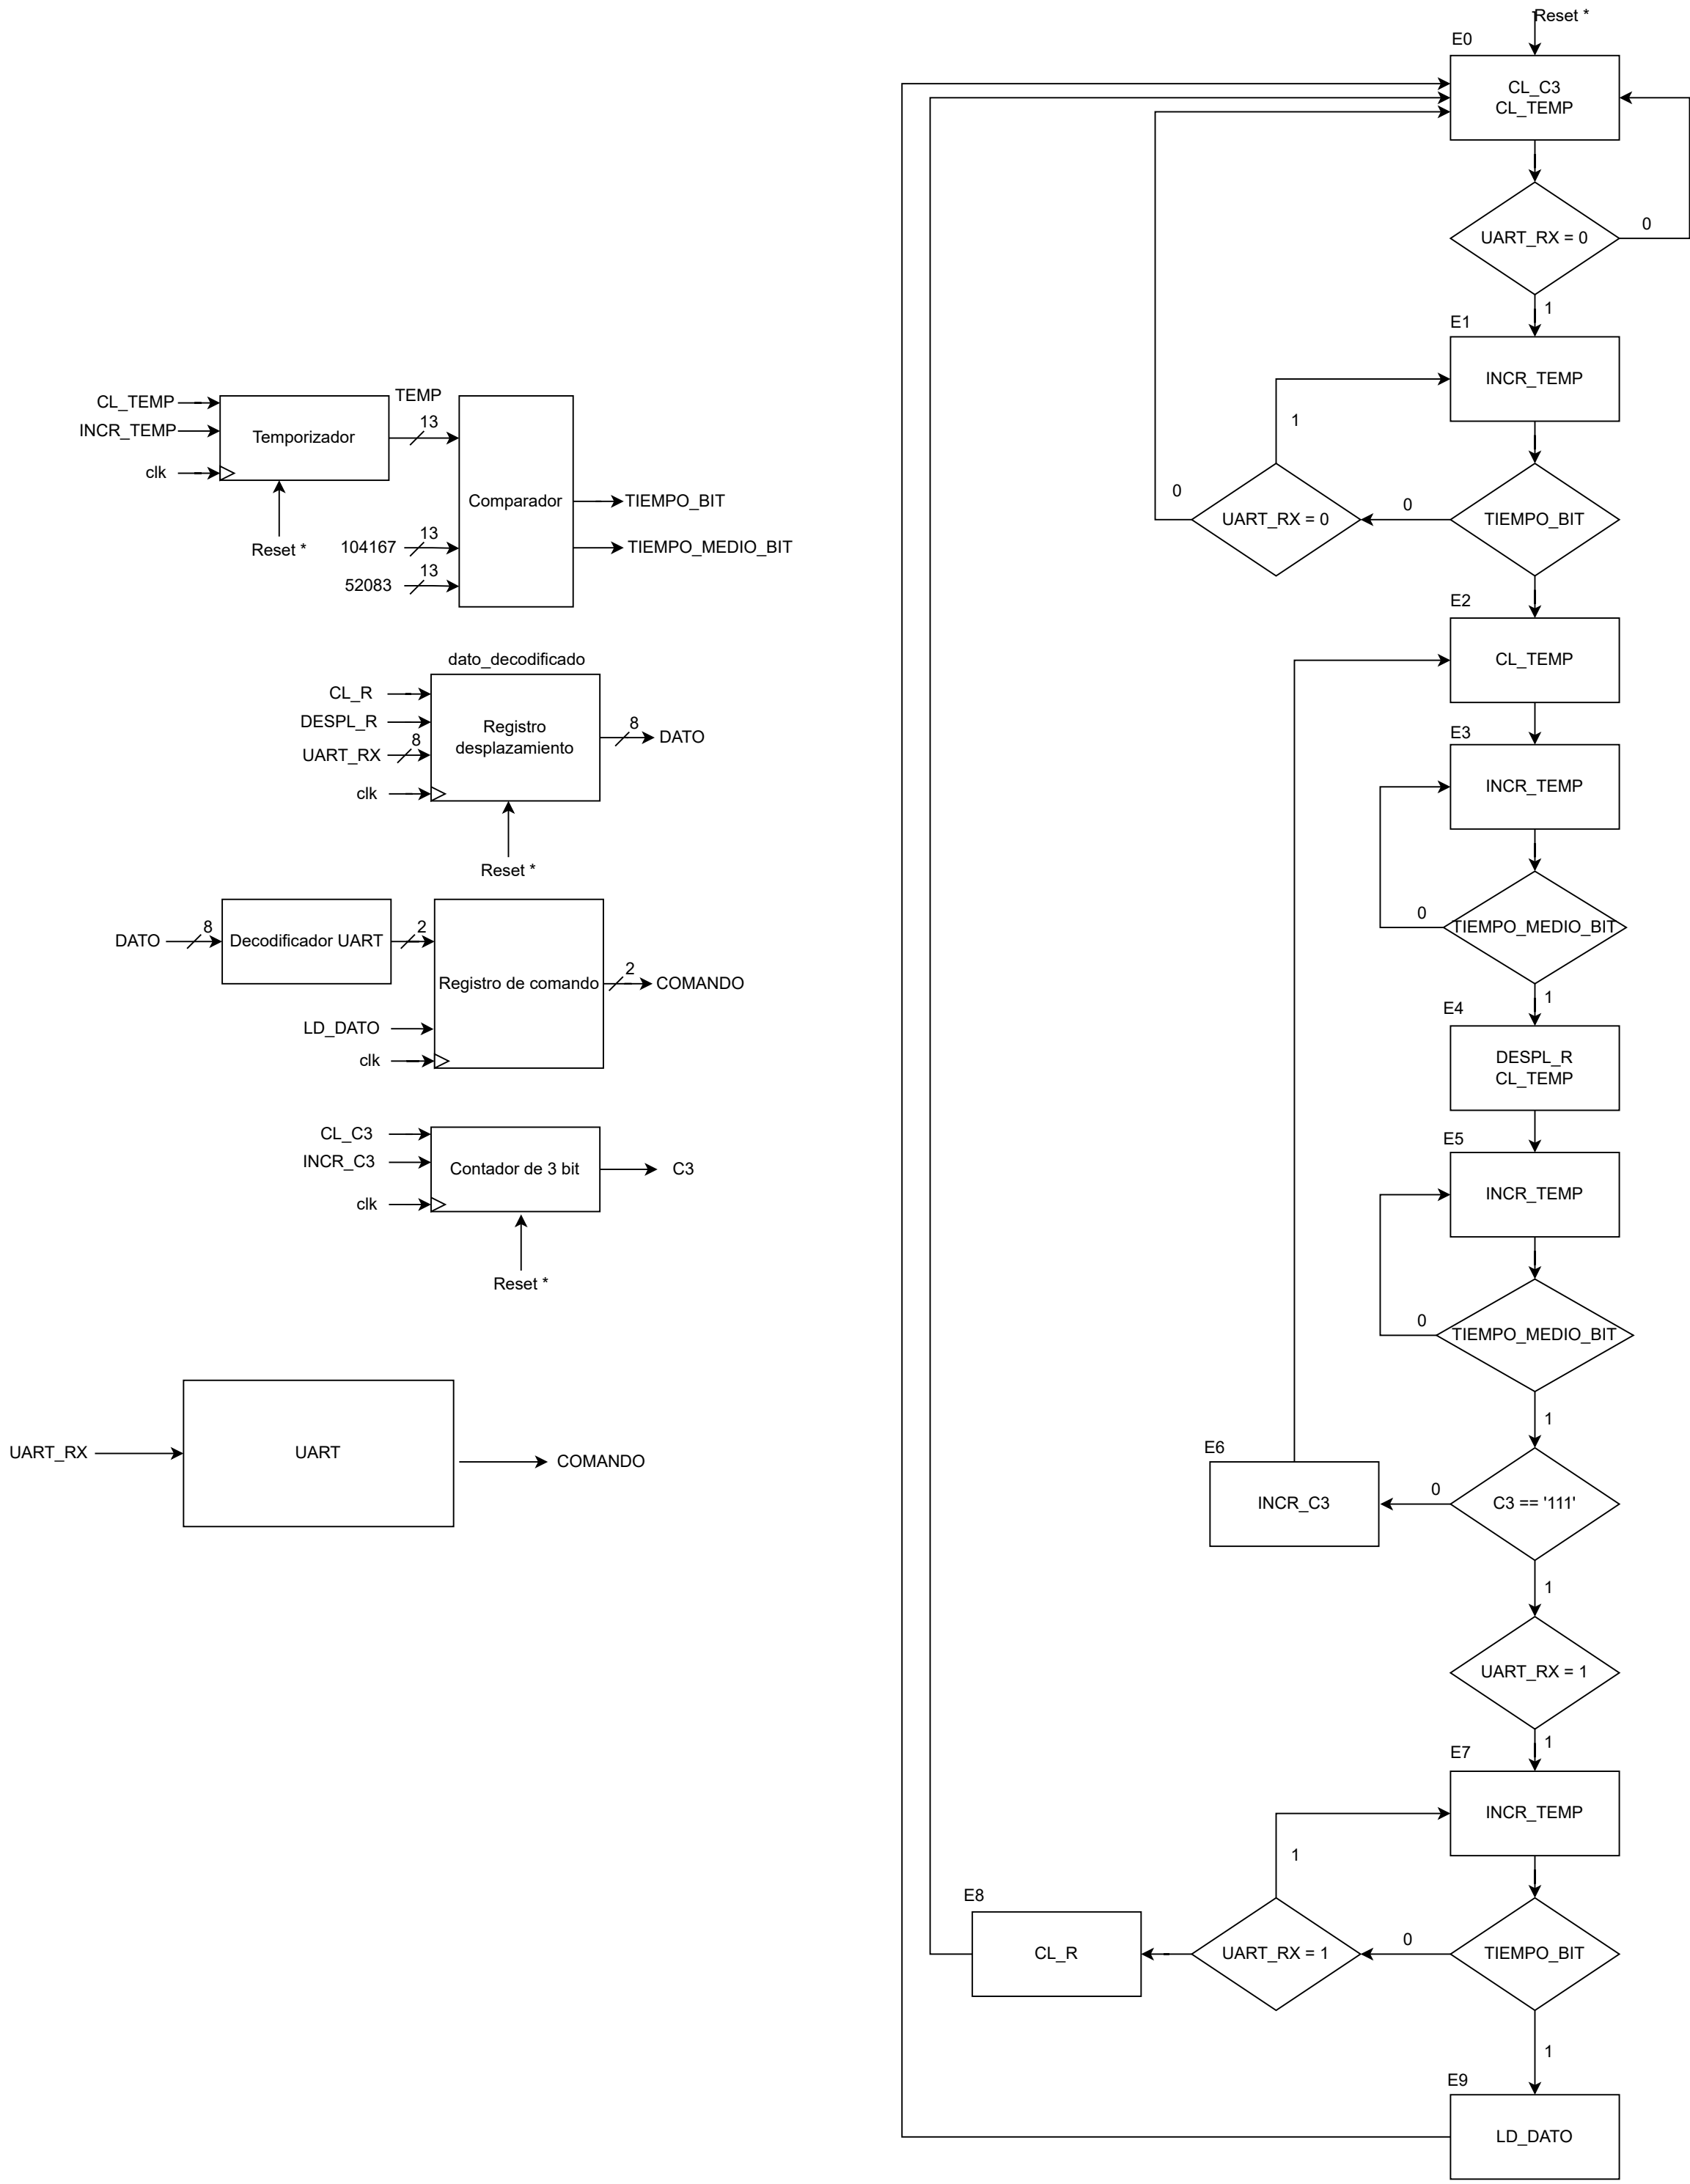 CL_TEMP
INCR_TEMP
clk
Temporizador
Reset *
TEMP
13
104167
13
52083
13
Comparador
TIEMPO_BIT
TIEMPO_MEDIO_BIT
dato_decodificado
CL_R
DESPL_R
UART_RX
8
clk
Registro
desplazamiento
8
DATO
Reset *
DATO
8
Decodificador UART
2
Registro de comando
2
COMANDO
LD_DATO
clk
CL_C3
INCR_C3
clk
Contador de 3 bit
C3
Reset *
UART_RX
UART
COMANDO
Reset *
E0
CL_C3
CL_TEMP
UART_RX = 0
0
1
E1
INCR_TEMP
TIEMPO_BIT
0
UART_RX = 0
1
0
E2
CL_TEMP
E3
INCR_TEMP
TIEMPO_MEDIO_BIT
0
1
E4
DESPL_R
CL_TEMP
E5
INCR_TEMP
TIEMPO_MEDIO_BIT
0
1
C3 == '111'
0
E6
INCR_C3
1
UART_RX = 1
1
E7
INCR_TEMP
TIEMPO_BIT
0
UART_RX = 1
1
E8
CL_R
1
E9
LD_DATO